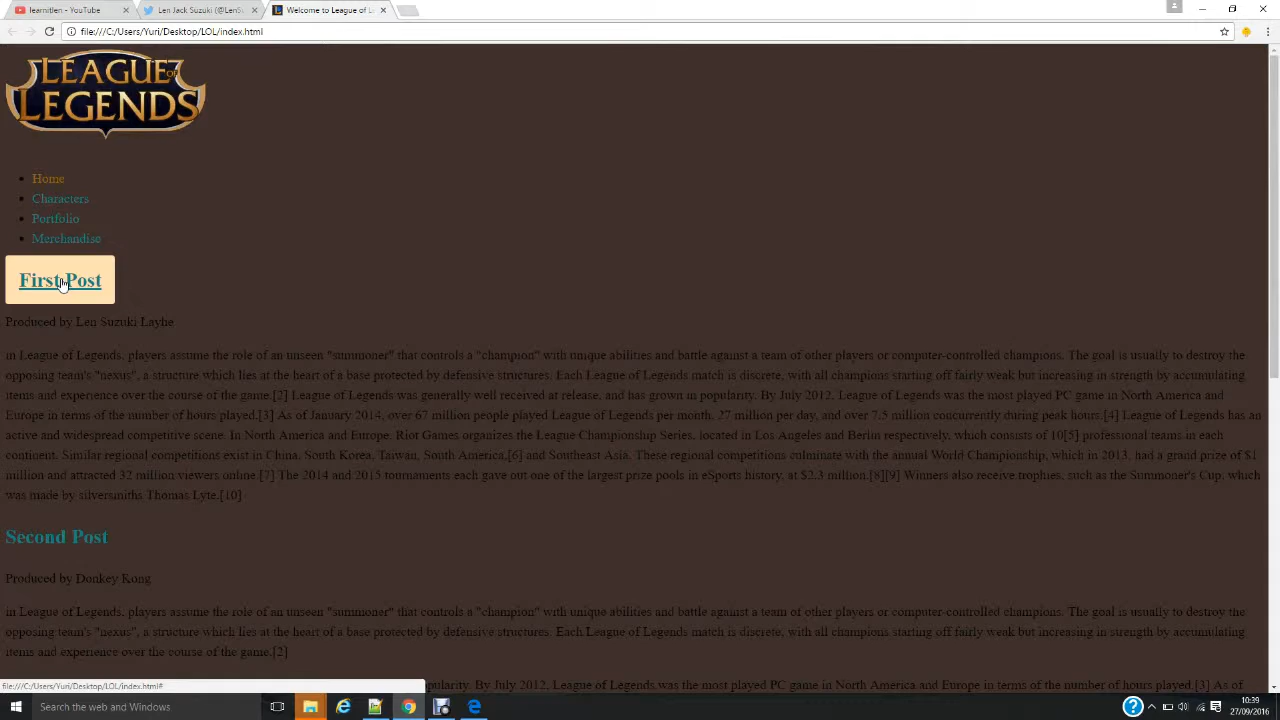 learnitlen - YouTube
Len Jack Suzuki (@LenS
Welcome to League of L
file:///C:/Users/Yuri/Desktop/LOL/index.html
LEAGUE OF
LEGENDS
Home
Characters
Portfolio
Merchandise
First Post
Produced by Len Suzuki Layhe
in League of Legends, players assume the role of an unseen "summoner" that controls a "champion" with unique abilities and battle against a team of other players or computer-controlled champions. The goal is usually to destroy the
opposing team's "nexus", a structure which lies at the heart of a base protected by defensive structures. Each League of Legends match is discrete, with all champions starting off fairly weak but increasing in strength by accumulating
items and experience over the course of the game.[2] League of Legends was generally well received at release, and has grown in popularity. By July 2012, League of Legends was the most played PC game in North America and
Europe in terms of the number of hours played.[3] As of January 2014, over 67 million people played League of Legends per month, 27 million per day, and over 7.5 million concurrently during peak hours.[4] League of Legends has an
active and widespread competitive scene. In North America and Europe, Riot Games organizes the League Championship Series, located in Los Angeles and Berlin respectively, which consists of 10[5] professional teams in each
continent. Similar regional competitions exist in China, South Korea, Taiwan, South America,[6] and Southeast Asia. These regional competitions culminate with the annual World Championship, which in 2013, had a grand prize of $1
million and attracted 32 million viewers online.[7] The 2014 and 2015 tournaments each gave out one of the largest prize pools in eSports history, at $2.3 million.[8][9] Winners also receive trophies, such as the Summoner's Cup, which
was made by silversmiths Thomas Lyte.[10]
Second Post
Produced by Donkey Kong
in League of Legends, players assume the role of an unseen "summoner" that controls a "champion" with unique abilities and battle against a team of other players or computer-controlled champions. The goal is usually to destroy the
opposing team's "nexus", a structure which lies at the heart of a base protected by defensive structures. Each League of Legends match is discrete, with all champions starting off fairly weak but increasing in strength by accumulating
items and experience over the course of the game.[2]
file:///C:/Users/Yuri/Desktop/LOL/index.html#
pularity. By July 2012, League of Legends was the most played PC game in North America and Europe in terms of the number of hours played.[3] As of
Search the web and Windows
10:39
27/09/2016